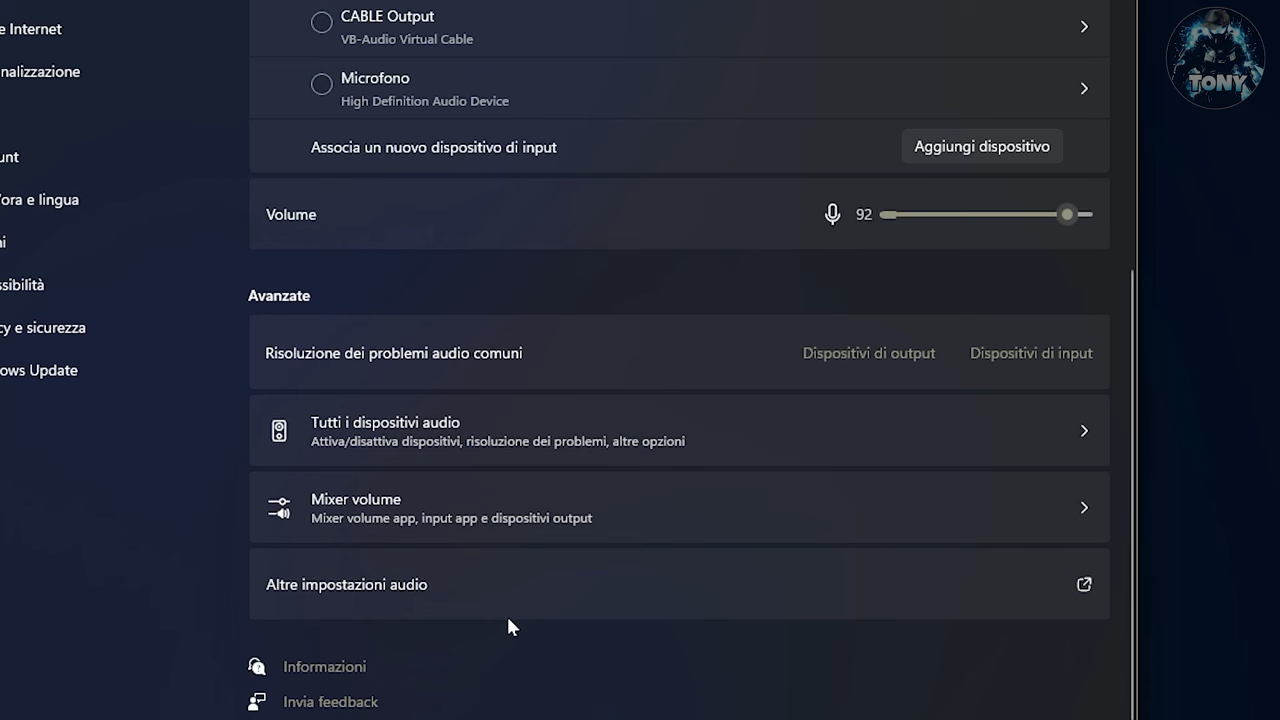 e Internet
nalizzazione
unt
'ora e lingua
ni
ssibilità
cy e sicurezza
ows Update
CABLE Output
VB-Audio Virtual Cable
Microfono
High Definition Audio Device
Associa un nuovo dispositivo di input
Aggiungi dispositivo
Volume
92
Avanzate
Risoluzione dei problemi audio comuni
Dispositivi di output
Dispositivi di input
Tutti i dispositivi audio
Attiva/disattiva dispositivi, risoluzione dei problemi, altre opzioni
Mixer volume
Mixer volume app, input app e dispositivi output
Altre impostazioni audio
Informazioni
Invia feedback
TONY